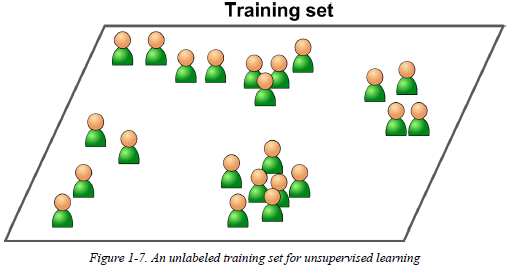 Training set
Figure 1-7. An unlabeled training set for unsupervised learning